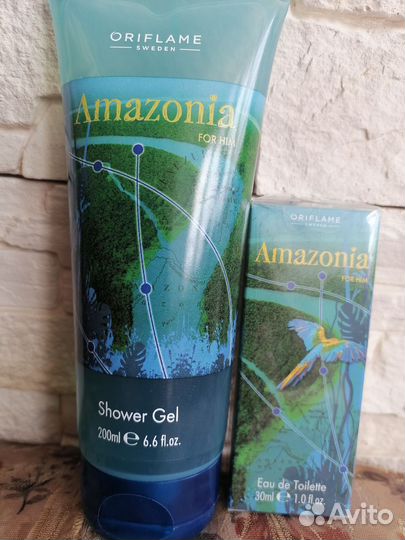 ORIFLAME
SWEDEN
Amazonia
FOR HIM
Shower Gel
200ml e 6.6 fl.oz.
ORIFLAME
SWEDEN
Amazonia
FOR HIM
Eau de Toilette
30ml e 1.0 fl.oz.
Avito